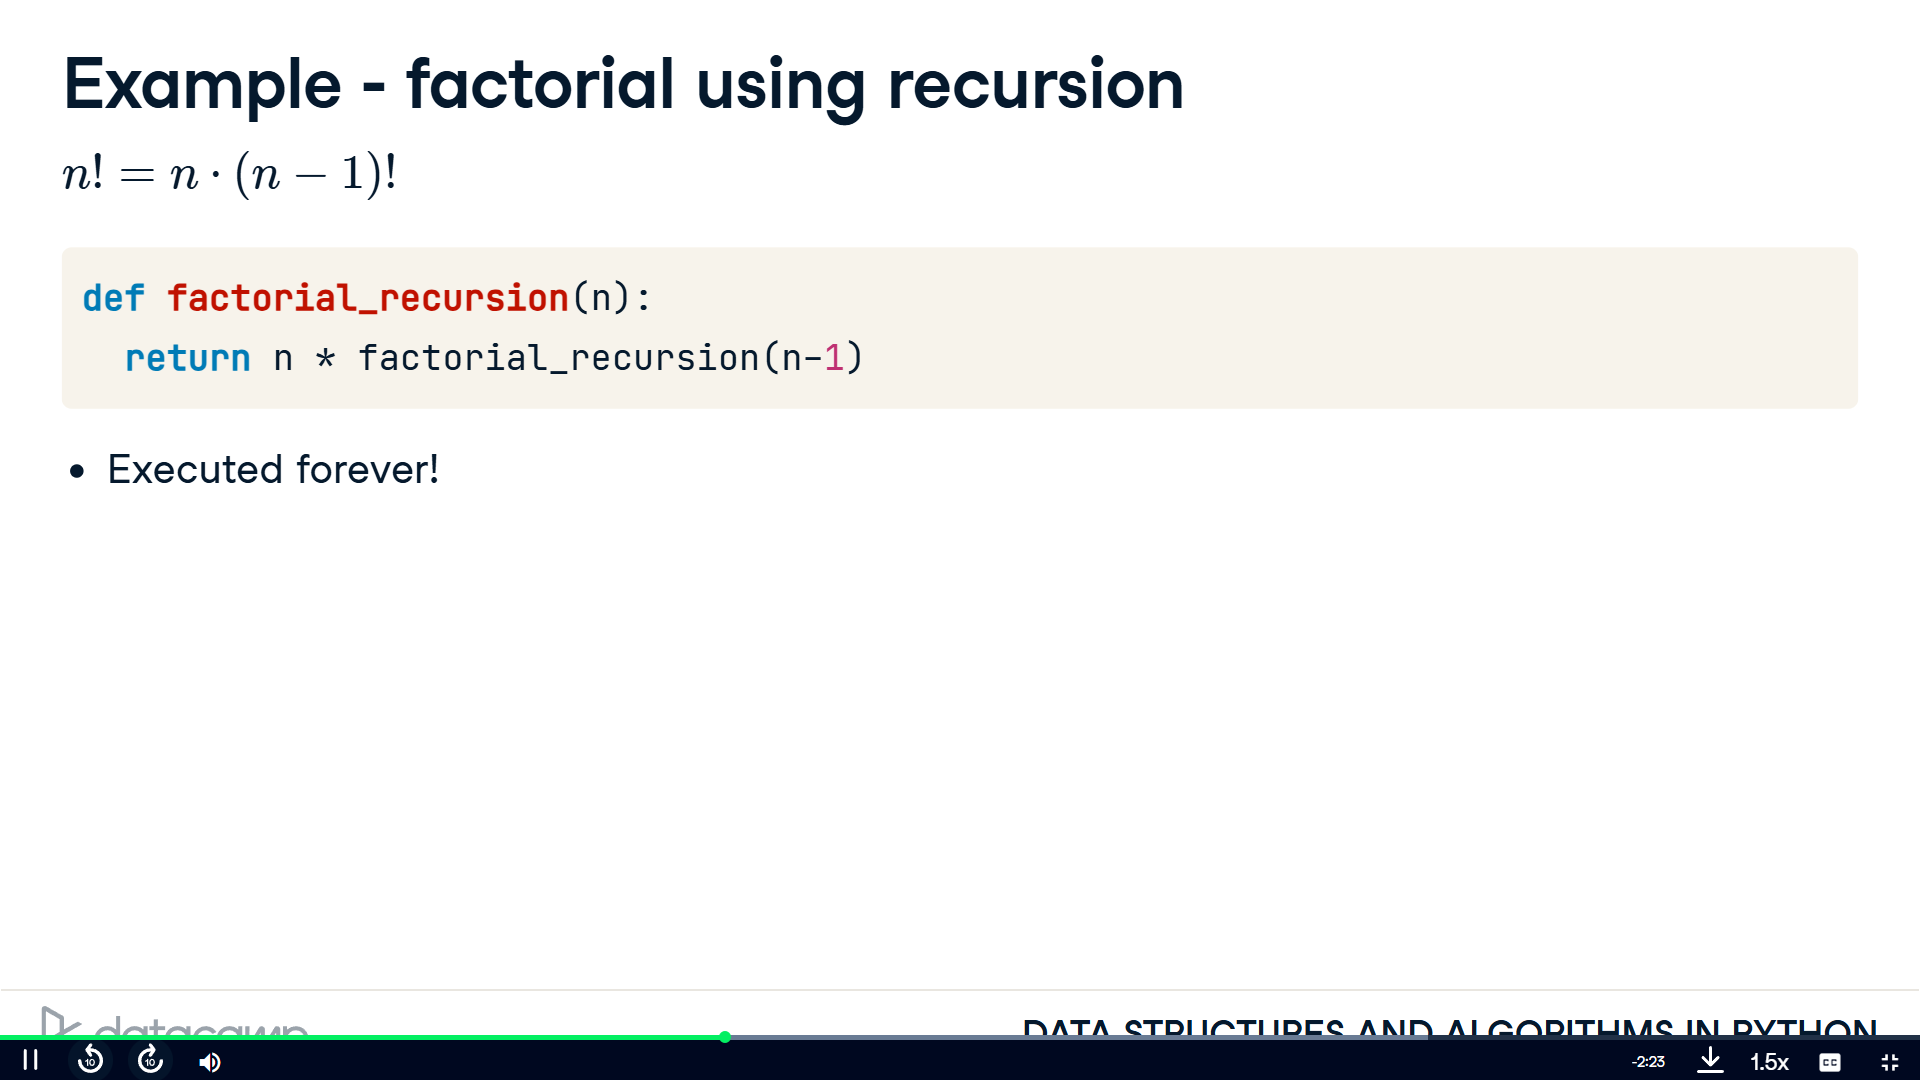 Example - factorial using recursion
n! = n · (n − 1)!
def factorial_recursion(n):
return n * factorial_recursion(n-1)
• Executed forever!
datacamp
DATA STRUCTURES AND ALGORITHMS IN PYTHON
10
10
-2:23
1.5x
CC